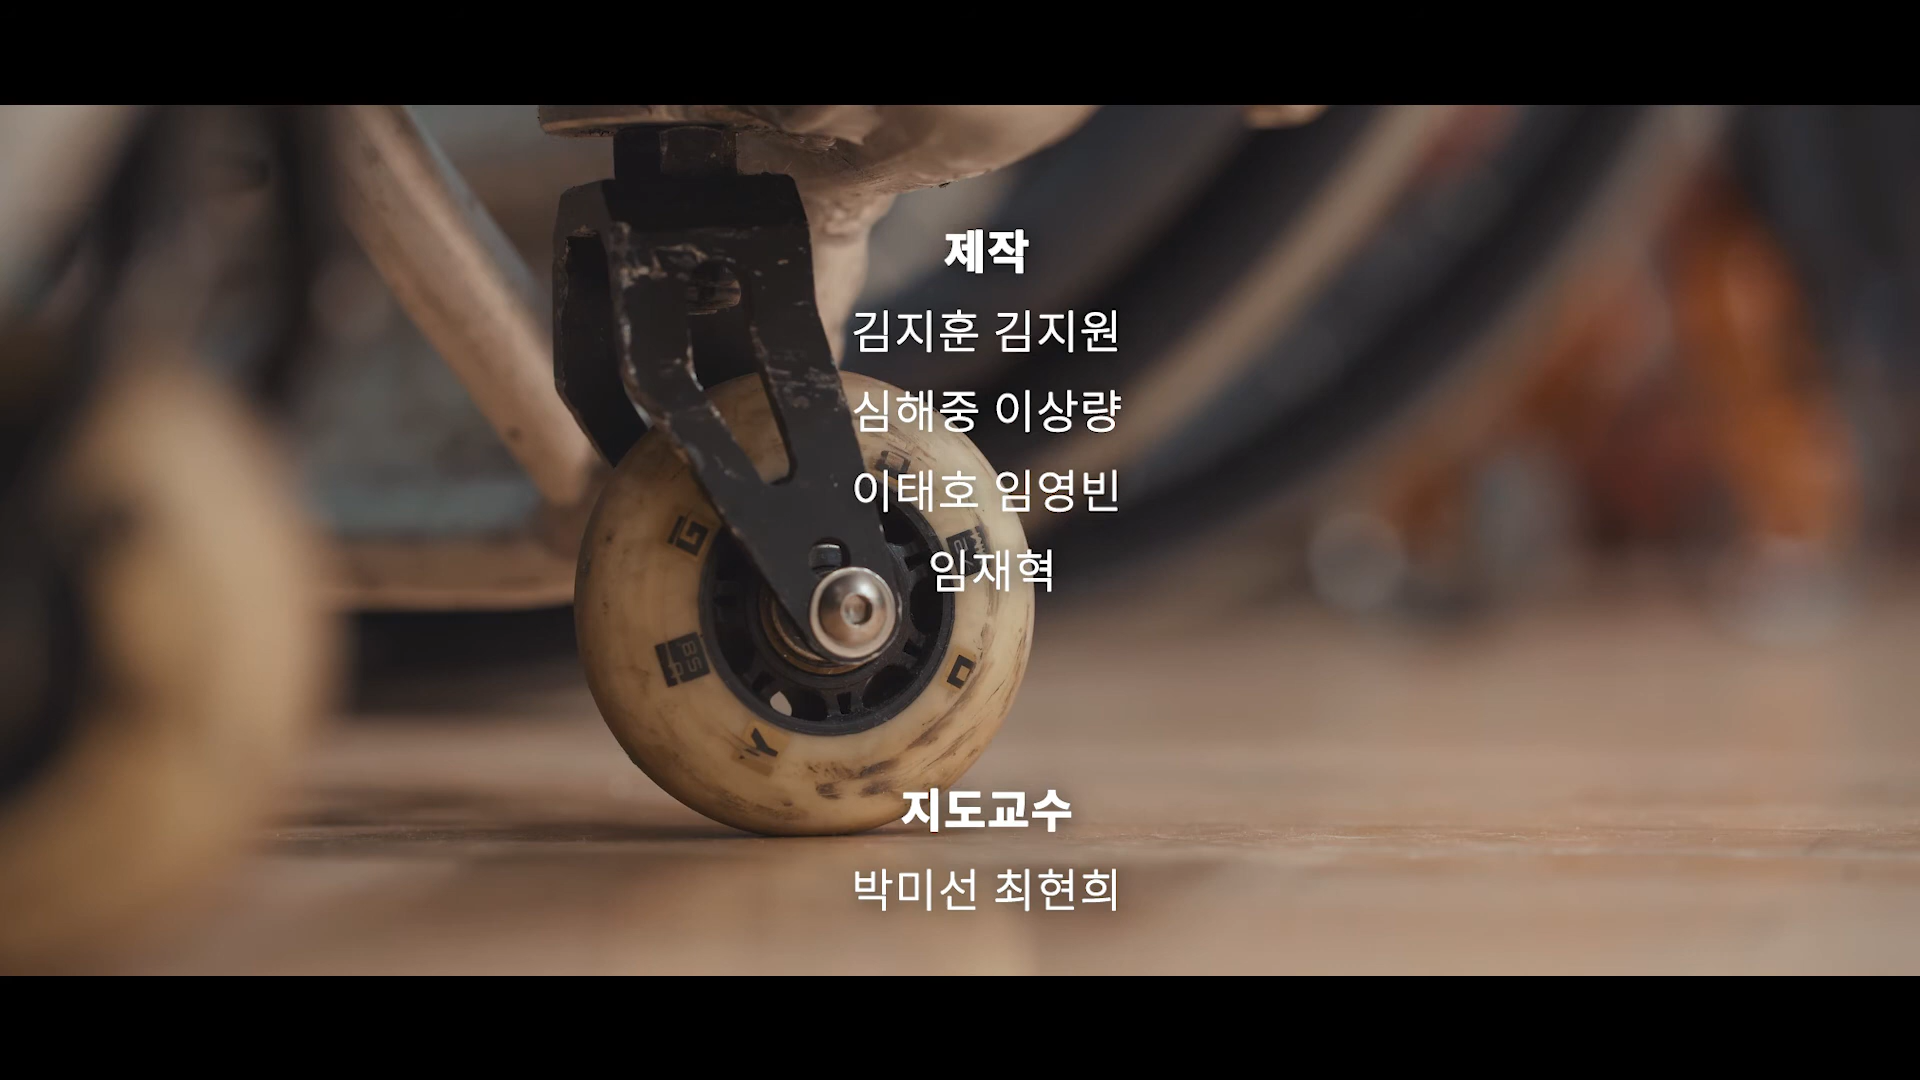 제작
김지훈 김지원
심해중 이상량
이태호 임영빈
임재혁
85
지도교수
박미선 최현희